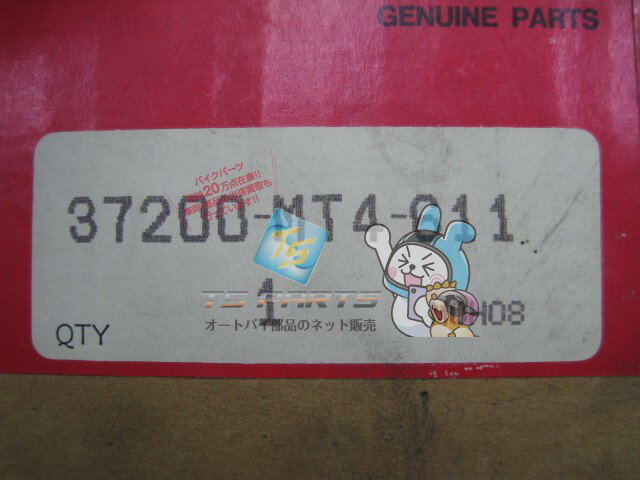 GENUINE PARTS
バイクパーツ
20万点在庫!!
37200-MT4-011
TS
TS PARTS
1
オートバイ部品のネット販売
H08
QTY